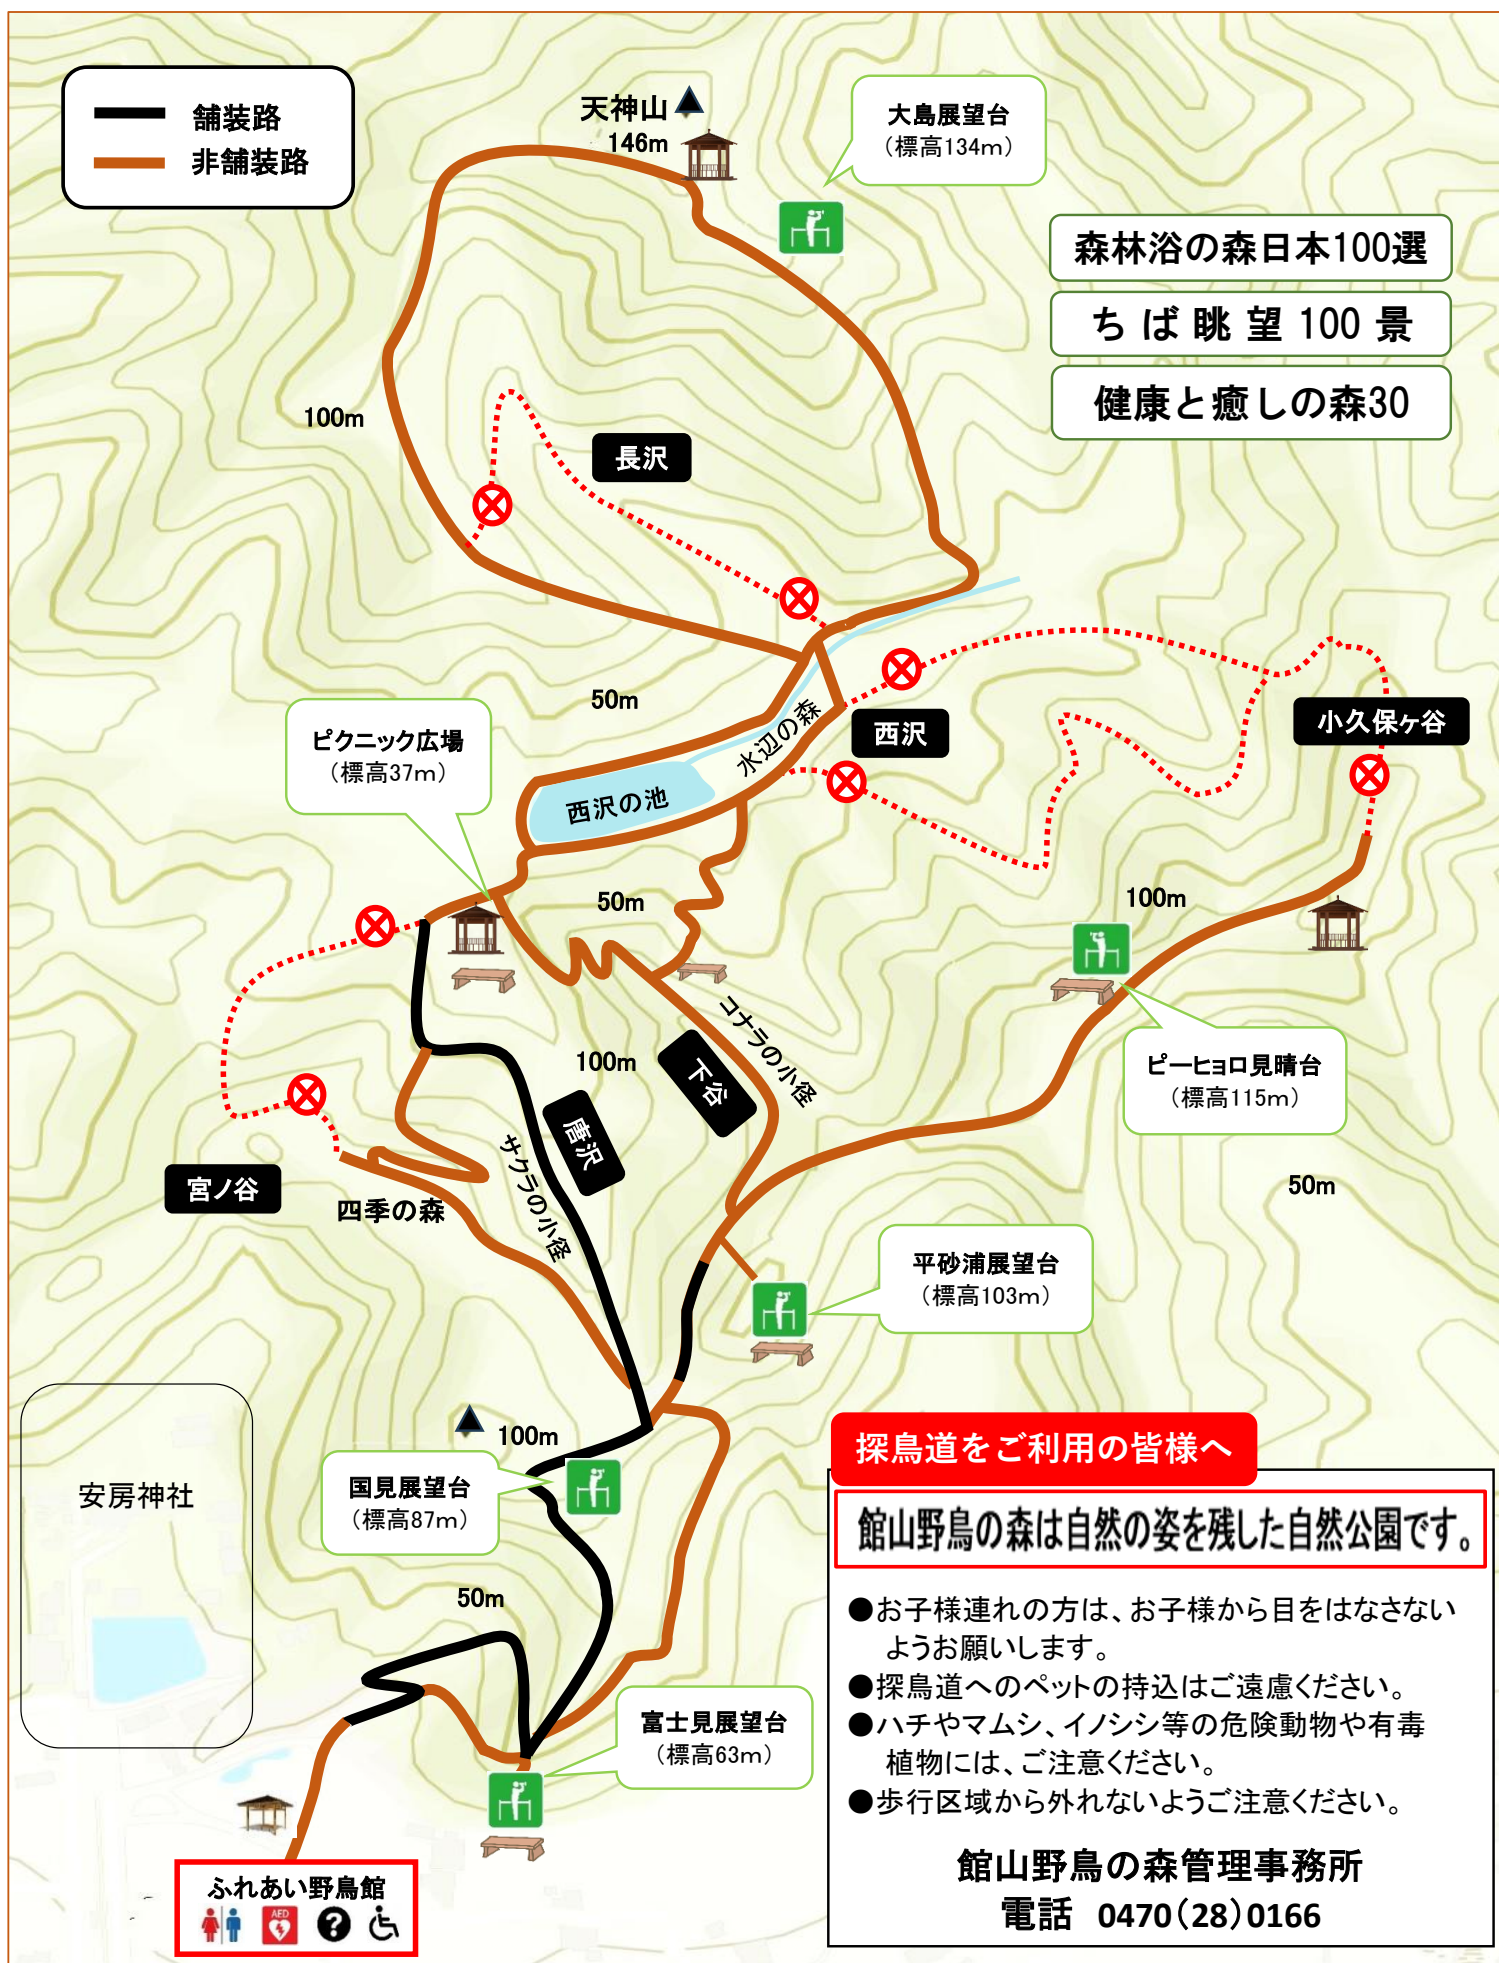 舗装路
非舗装路
天神山
146m
大島展望台
（標高134m）
森林浴の森日本100選
ちば眺望100景
健康と癒しの森30
100m
長沢
50m
水辺の森
西沢
小久保ヶ谷
ピクニック広場
（標高37m）
西沢の池
50m
100m
コナラの小径
100m
下谷
ピーヒョロ見晴台
（標高115m）
唐沢
サクラの小径
宮ノ谷
四季の森
50m
平砂浦展望台
（標高103m）
100m
国見展望台
（標高87m）
安房神社
50m
富士見展望台
（標高63m）
ふれあい野鳥館
AED
?
探鳥道をご利用の皆様へ
館山野鳥の森は自然の姿を残した自然公園です。
●お子様連れの方は、お子様から目をはなさない
ようお願いします。
●探鳥道へのペットの持込はご遠慮ください。
●ハチやマムシ、イノシシ等の危険動物や有毒
植物には、ご注意ください。
●歩行区域から外れないようご注意ください。
館山野鳥の森管理事務所
電話 0470(28)0166